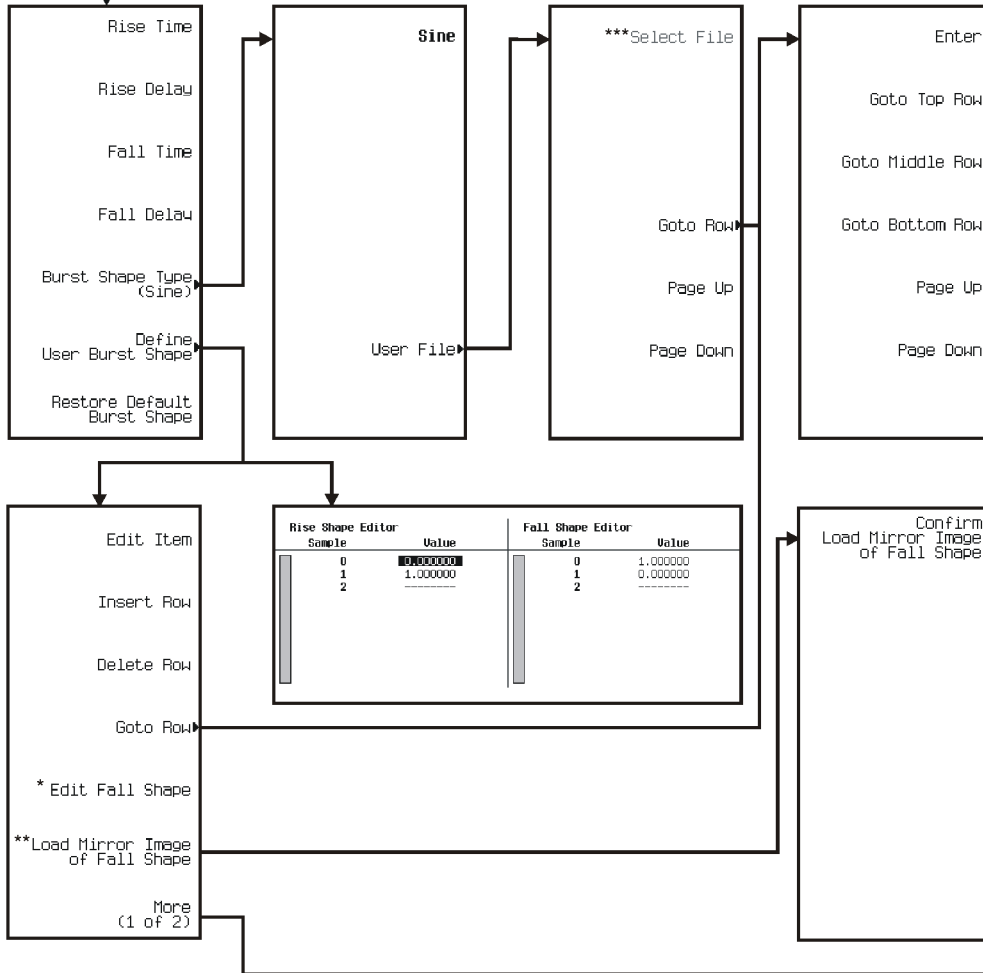 Rise Time
Rise Delay
Fall Time
Fall Delay
Burst Shape Type
(Sine)
Define
User Burst Shape
Restore Default
Burst Shape
Sine
User File
***Select File
Goto Row
Page Up
Page Down
Enter
Goto Top Row
Goto Middle Row
Goto Bottom Row
Page Up
Page Down
Edit Item
Insert Row
Delete Row
Goto Row
* Edit Fall Shape
**Load Mirror Image
of Fall Shape
More
(1 of 2)
Rise Shape Editor
Sample Value
0 0.000000
1 1.000000
2 --------
Fall Shape Editor
Sample Value
0 1.000000
1 0.000000
2 --------
Confirm
Load Mirror Image
of Fall Shape